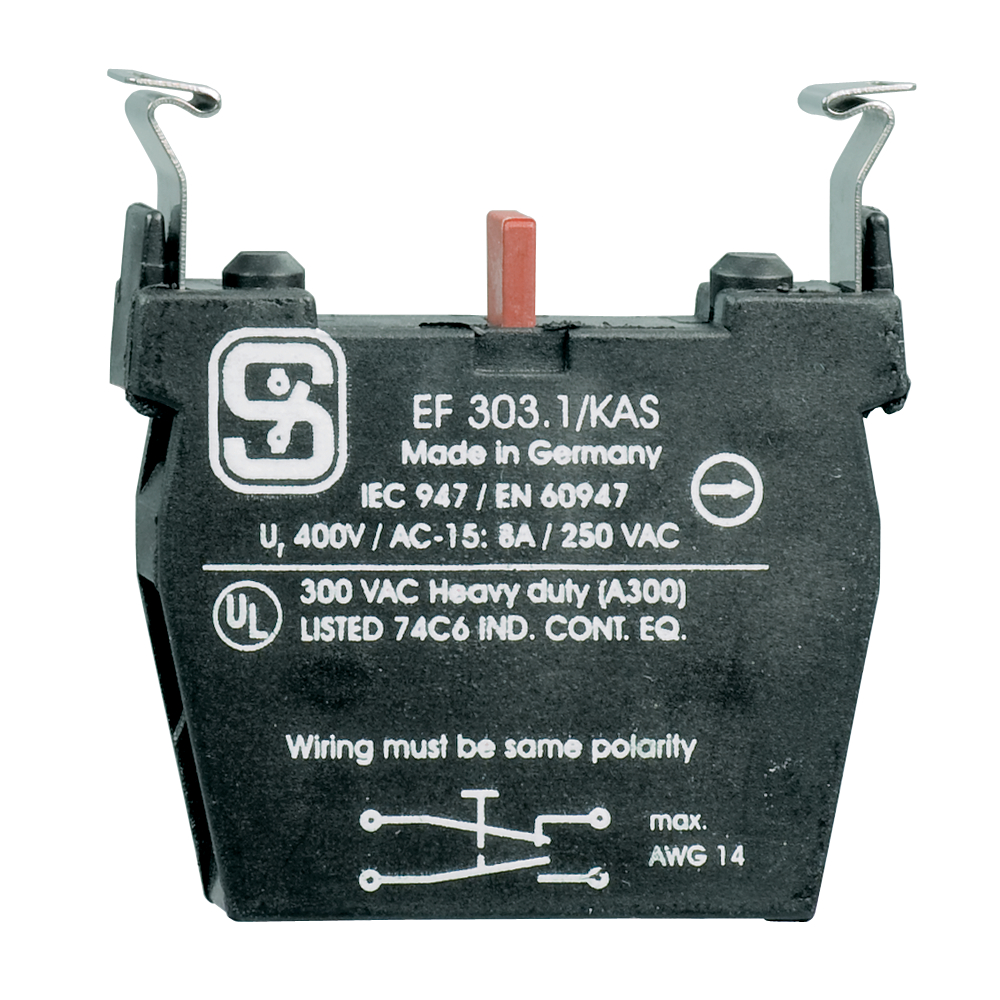 S
EF 303.1/KAS
Made in Germany
IEC 947 / EN 60947
U, 400V / AC-15: 8A / 250 VAC
UL
300 VAC Heavy duty (A300)
LISTED 74C6 IND. CONT. EQ.
Wiring must be same polarity
max.
AWG 14